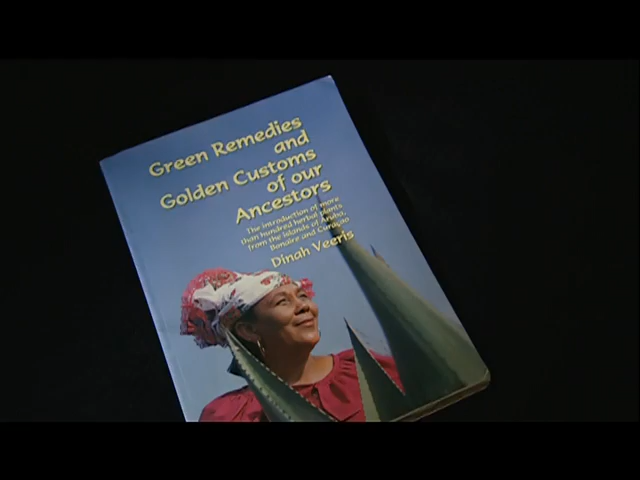 Green Remedies
and
Golden Customs
of our
Ancestors
The introduction of more
than hundred herbal plants
from the islands of Aruba,
Bonaire and Curaçao
Dinah Veeris